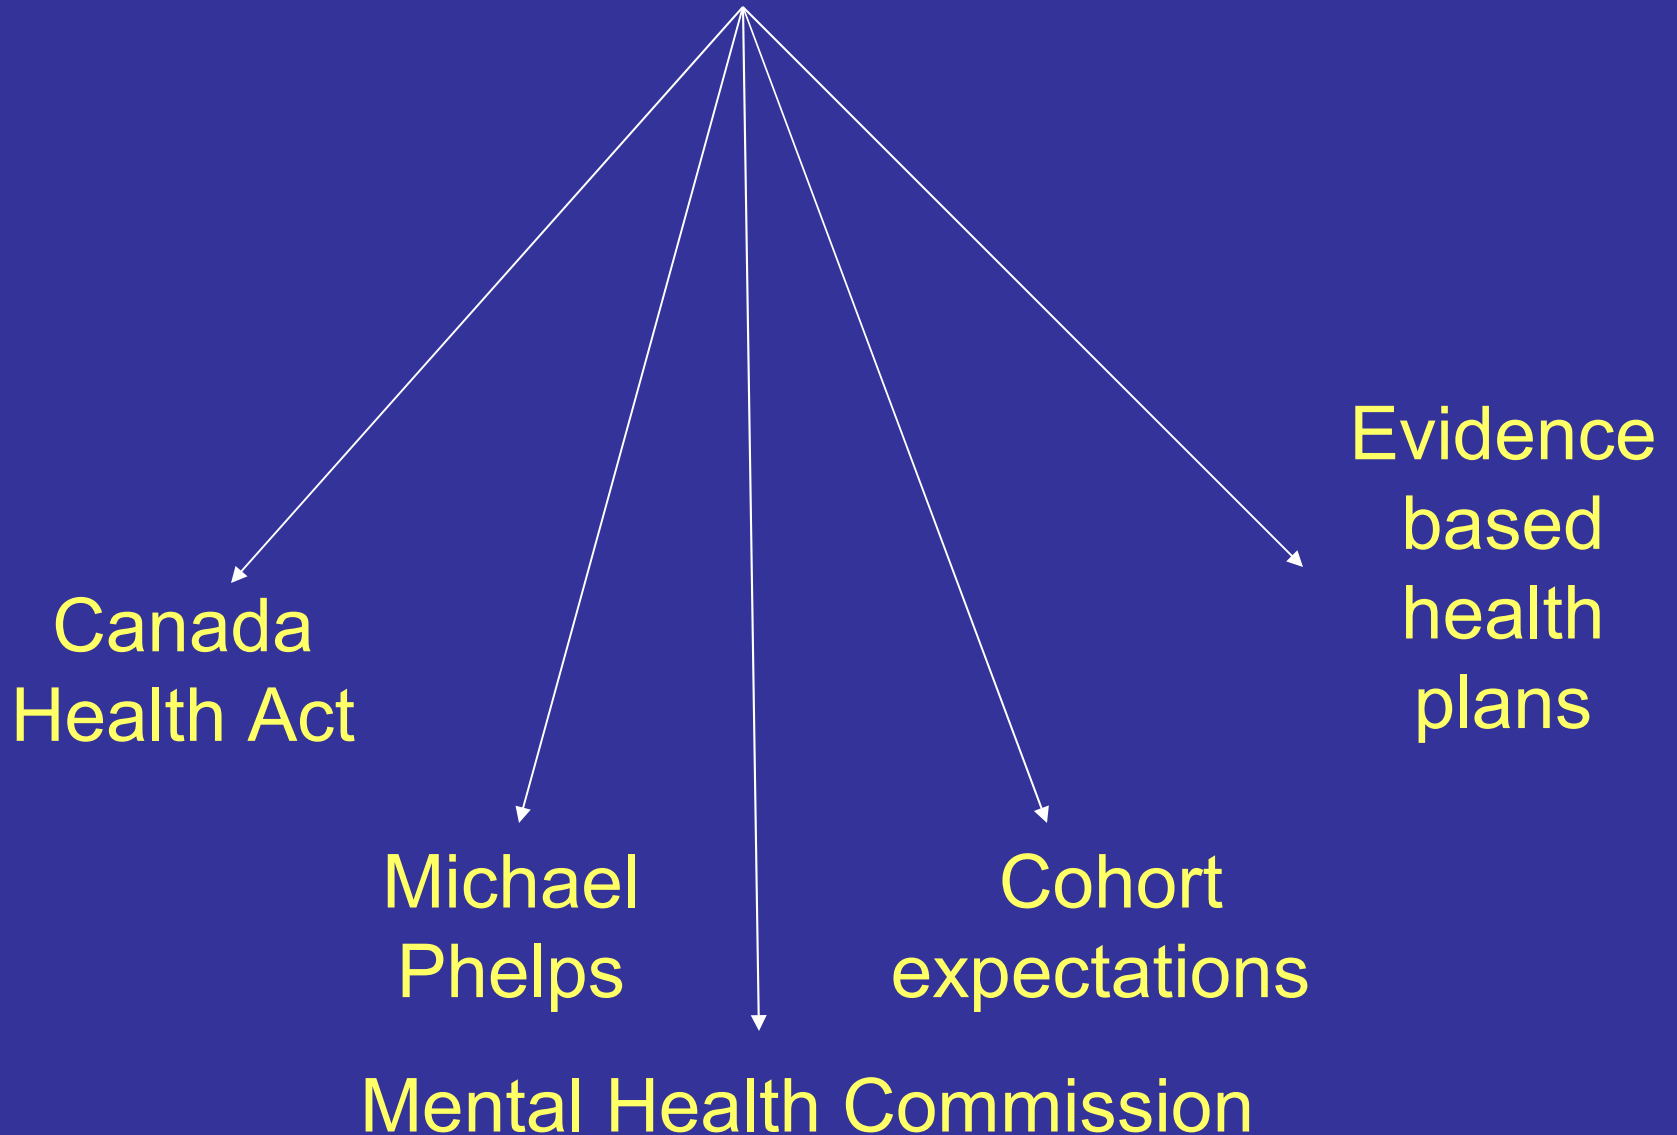 Canada
Health Act
Michael
Phelps
Mental Health Commission
Cohort
expectations
Evidence
based
health
plans